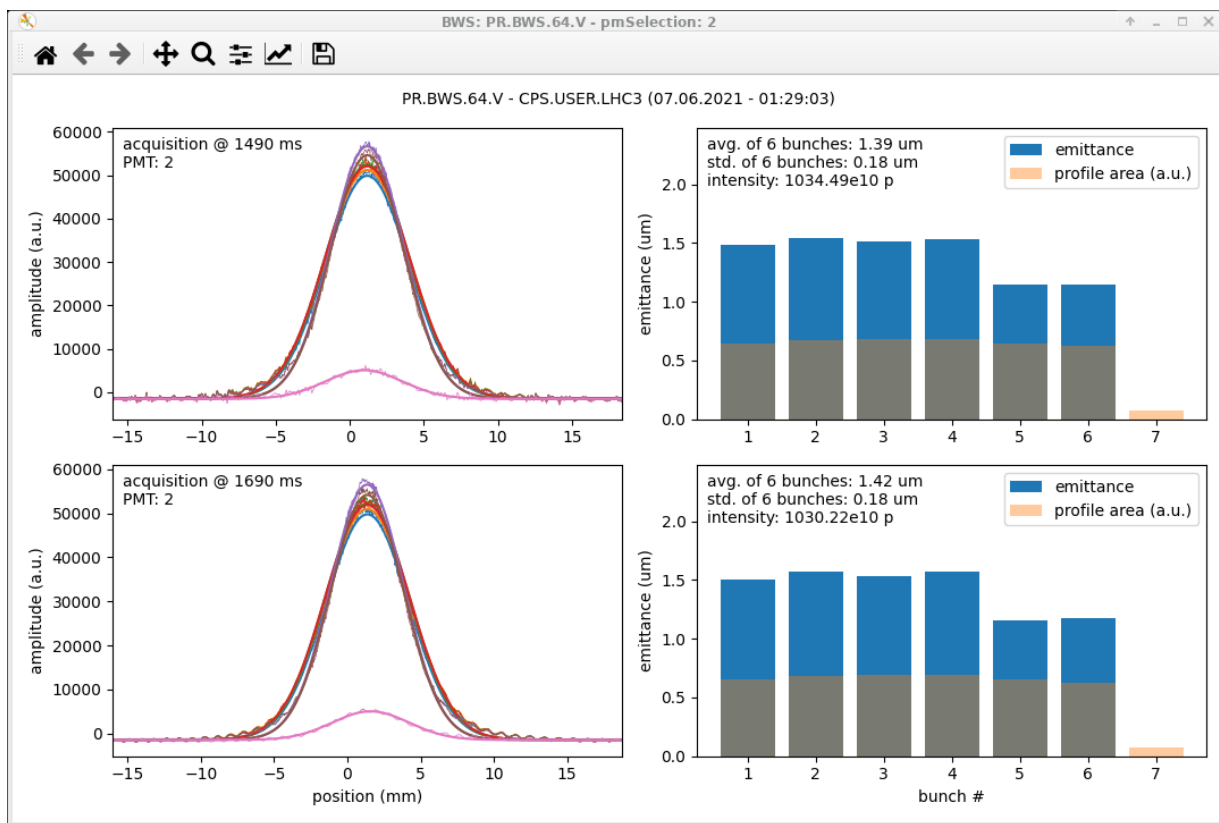 BWS: PR.BWS.64.V - pmSelection: 2
PR.BWS.64.V - CPS.USER.LHC3 (07.06.2021 - 01:29:03)
acquisition @ 1490 ms
PMT: 2
amplitude (a.u.)
60000
50000
40000
30000
20000
10000
0
−15 −10 −5 0 5 10 15
avg. of 6 bunches: 1.39 um
std. of 6 bunches: 0.18 um
intensity: 1034.49e10 p
emittance
profile area (a.u.)
emittance (um)
2.0
1.5
1.0
0.5
0.0
1 2 3 4 5 6 7
acquisition @ 1690 ms
PMT: 2
amplitude (a.u.)
60000
50000
40000
30000
20000
10000
0
−15 −10 −5 0 5 10 15
position (mm)
avg. of 6 bunches: 1.42 um
std. of 6 bunches: 0.18 um
intensity: 1030.22e10 p
emittance
profile area (a.u.)
emittance (um)
2.0
1.5
1.0
0.5
0.0
1 2 3 4 5 6 7
bunch #